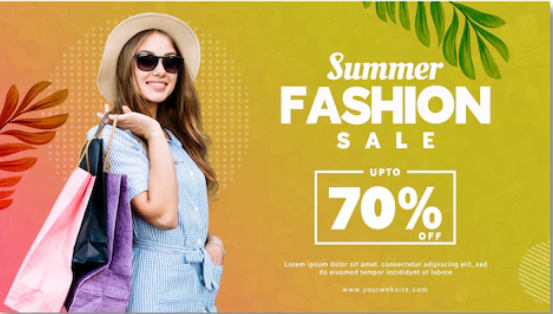 Summer
FASHION
SALE
UPTO
70%
OFF
Lorem ipsum dolor sit amet, consectetur adipiscing elit, sed
do eiusmod tempor incididunt ut labore
www.yourwebsite.com